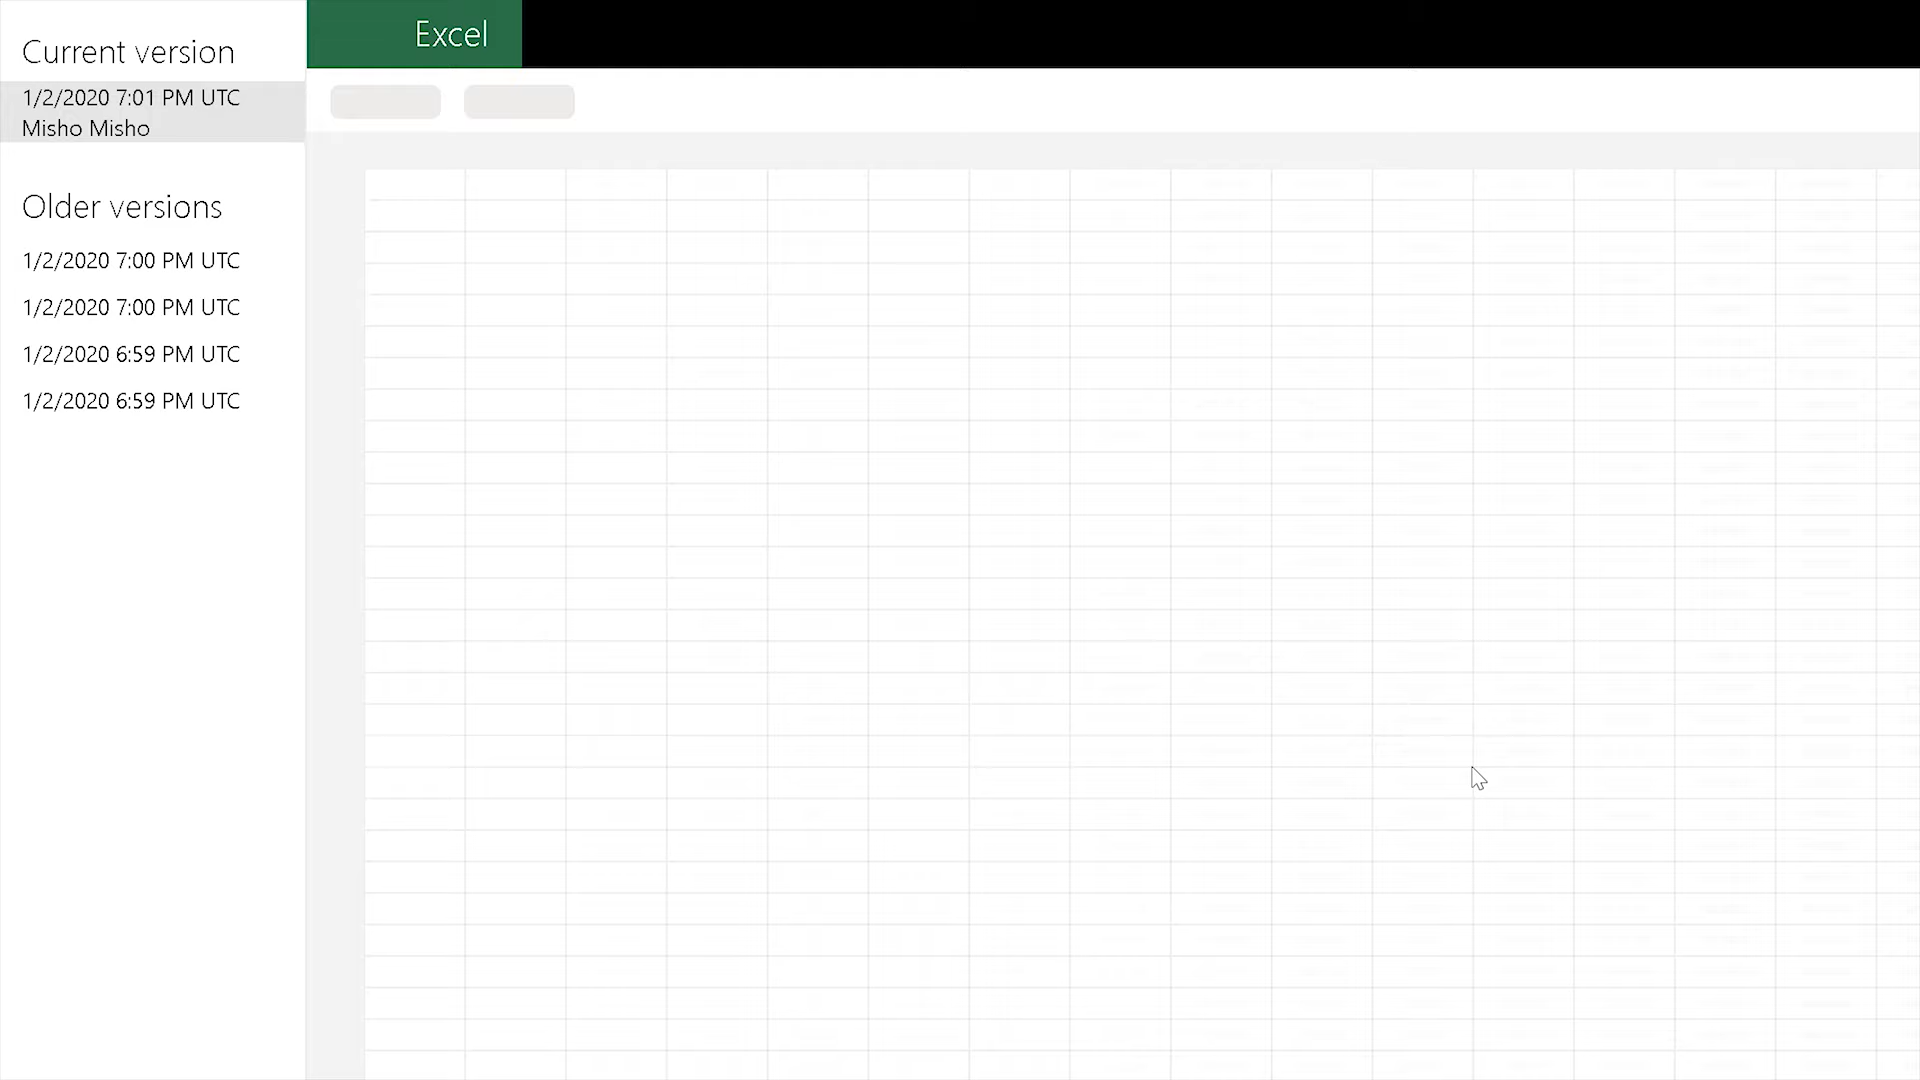 Current version
1/2/2020 7:01 PM UTC
Misho Misho
Older versions
1/2/2020 7:00 PM UTC
1/2/2020 7:00 PM UTC
1/2/2020 6:59 PM UTC
1/2/2020 6:59 PM UTC
Excel